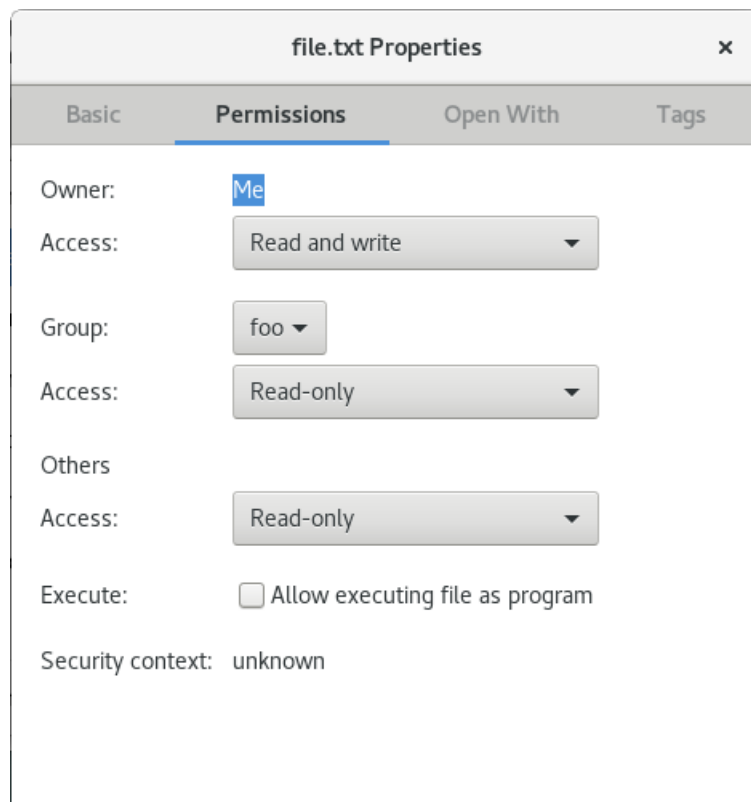 file.txt Properties ×
Basic Permissions Open With Tags
Owner: Me
Access: Read and write
Group: foo
Access: Read-only
Others
Access: Read-only
Execute: Allow executing file as program
Security context: unknown